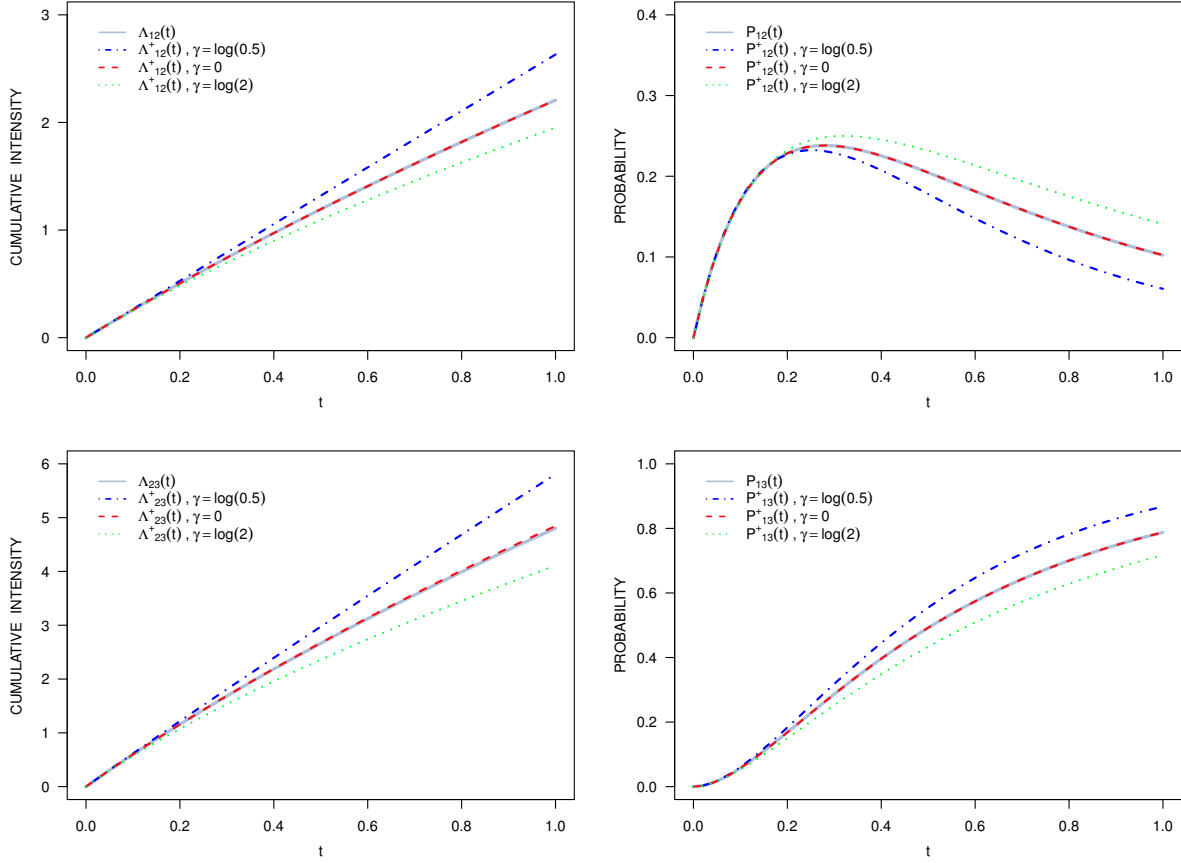 3
2
1
0
CUMULATIVE INTENSITY
Λ₁₂(t)
Λ⁺₁₂(t) , γ = log(0.5)
Λ⁺₁₂(t) , γ = 0
Λ⁺₁₂(t) , γ = log(2)
0.0 0.2 0.4 0.6 0.8 1.0
t
0.4
0.3
0.2
0.1
0.0
PROBABILITY
P₁₂(t)
P⁺₁₂(t) , γ = log(0.5)
P⁺₁₂(t) , γ = 0
P⁺₁₂(t) , γ = log(2)
0.0 0.2 0.4 0.6 0.8 1.0
t
6
5
4
3
2
1
0
CUMULATIVE INTENSITY
Λ₂₃(t)
Λ⁺₂₃(t) , γ = log(0.5)
Λ⁺₂₃(t) , γ = 0
Λ⁺₂₃(t) , γ = log(2)
0.0 0.2 0.4 0.6 0.8 1.0
t
1.0
0.8
0.6
0.4
0.2
0.0
PROBABILITY
P₁₃(t)
P⁺₁₃(t) , γ = log(0.5)
P⁺₁₃(t) , γ = 0
P⁺₁₃(t) , γ = log(2)
0.0 0.2 0.4 0.6 0.8 1.0
t